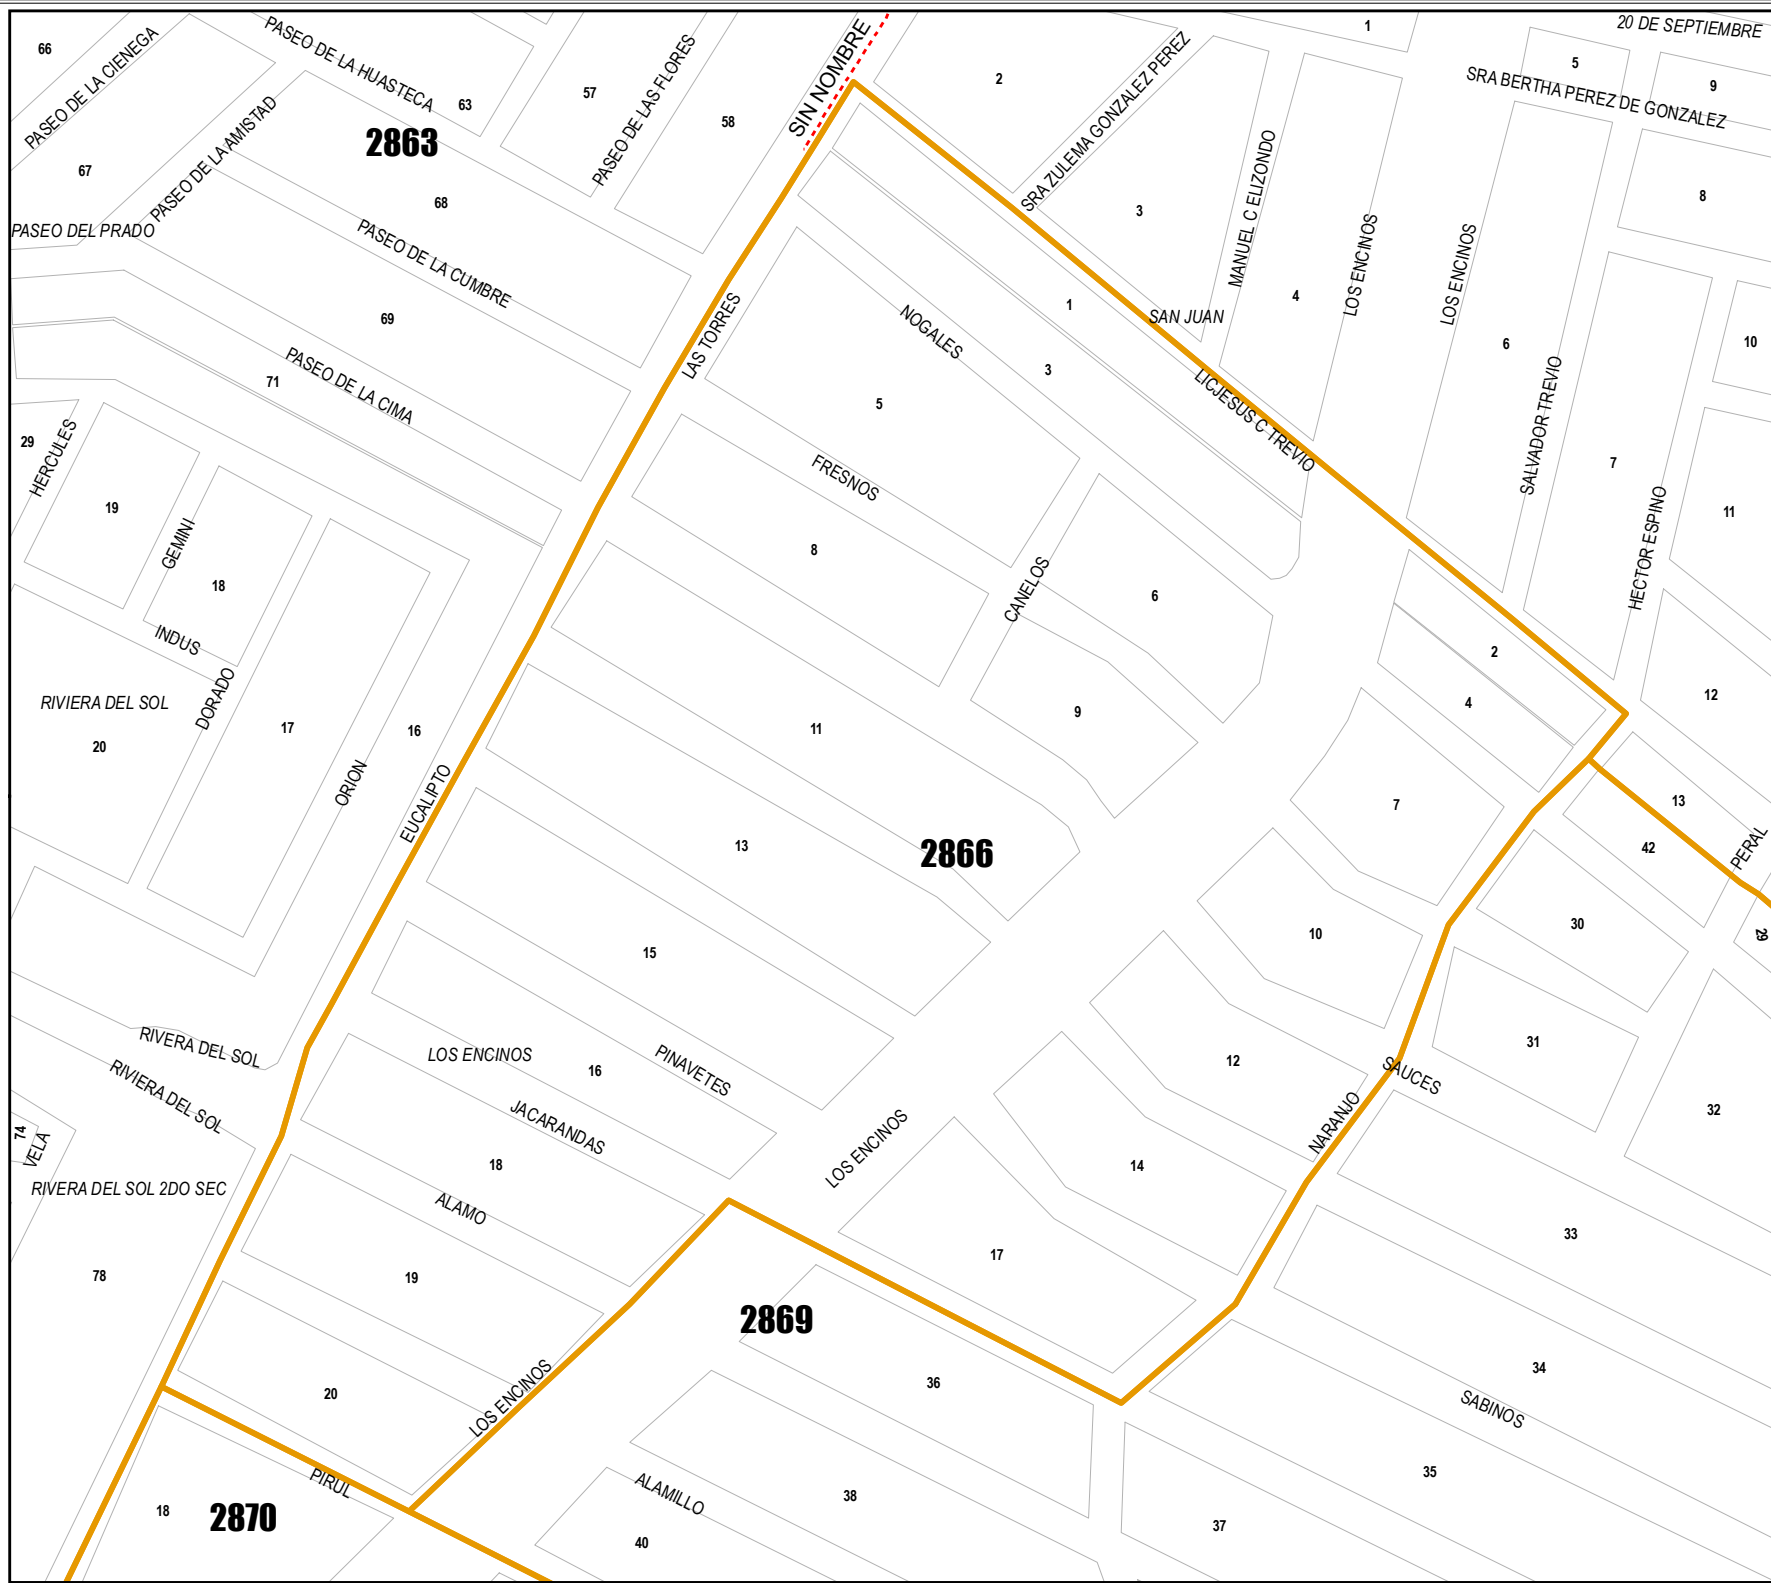 66
PASEO DE LA CIENEGA
PASEO DE LA HUASTECA
63
57
PASEO DE LAS FLORES
58
SIN NOMBRE
2
SRA ZULEMA GONZALEZ PEREZ
1
20 DE SEPTIEMBRE
5
9
SRA BERTHA PEREZ DE GONZALEZ
2863
67
PASEO DE LA AMISTAD
68
PASEO DEL PRADO
PASEO DE LA CUMBRE
69
PASEO DE LA CIMA
71
3
MANUEL C ELIZONDO
4
LOS ENCINOS
LOS ENCINOS
8
SAN JUAN
LAS TORRES
NOGALES
1
3
LICJESUS C TREVIO
6
SALVADOR TREVIO
10
5
FRESNOS
7
HECTOR ESPINO
11
29
HERCULES
19
GEMINI
18
INDUS
8
CANELOS
6
2
12
RIVIERA DEL SOL
20
DORADO
17
ORION
16
EUCALIPTO
11
9
4
13
2866
7
13
42
PERAL
15
10
30
29
RIVERA DEL SOL
RIVIERA DEL SOL
LOS ENCINOS
16
PINAVETES
12
SAUCES
31
74
VELA
JACARANDAS
18
LOS ENCINOS
14
NARANJO
32
RIVERA DEL SOL 2DO SEC
ALAMO
17
33
78
19
2869
20
LOS ENCINOS
36
34
SABINOS
35
PIRUL
18
2870
ALAMILLO
38
40
37